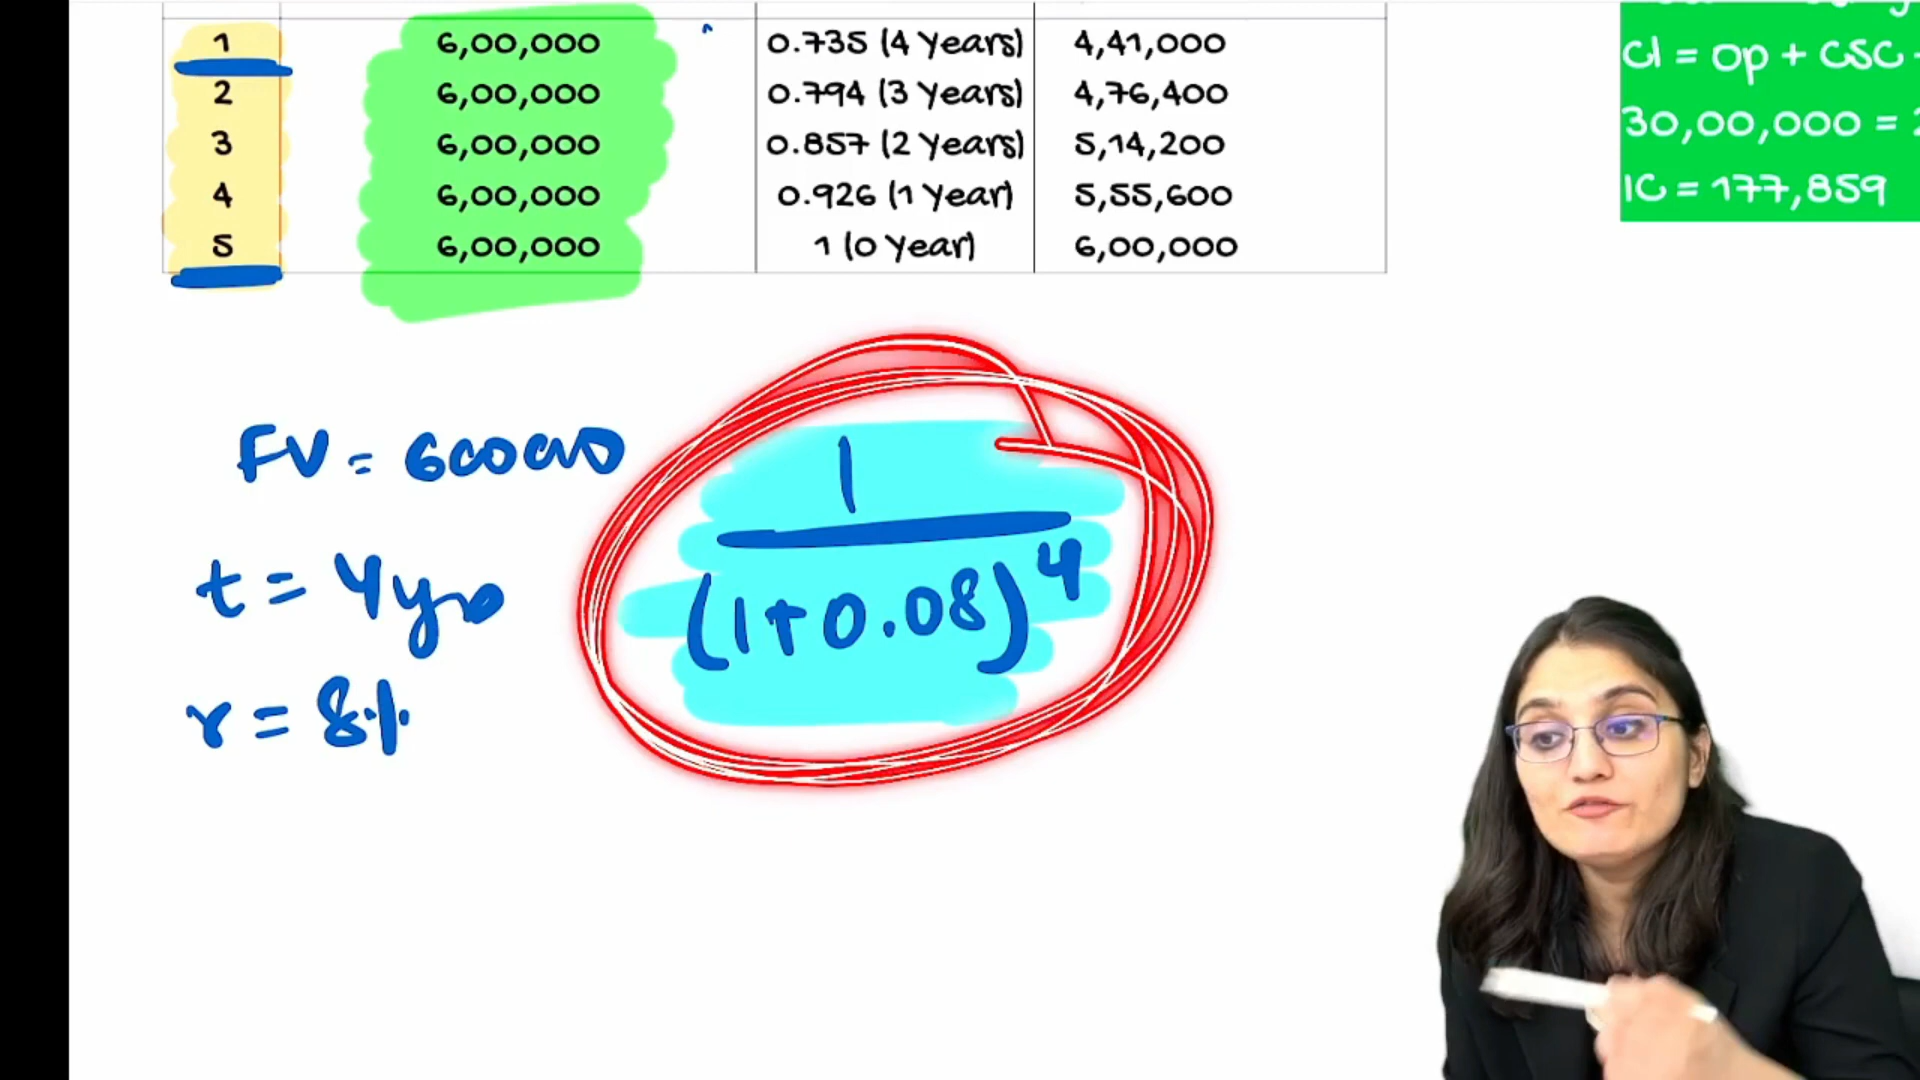 1 6,00,000 0.735 (4 Years) 4,41,000
2 6,00,000 0.794 (3 Years) 4,76,400
3 6,00,000 0.857 (2 Years) 5,14,200
4 6,00,000 0.926 (1 Year) 5,55,600
5 6,00,000 1 (0 Year) 6,00,000
CI = OP + CSC
30,00,000 =
IC = 177,859
FV = 600000
t = 4yrs
r = 8%
1
(1+0.08)^4